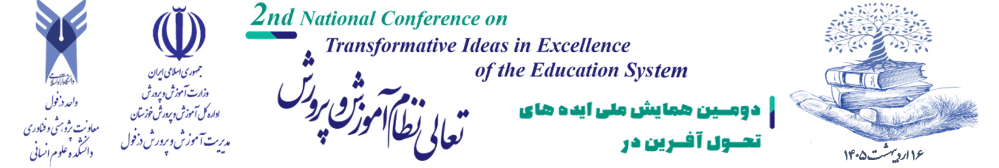 دانشگاه آزاد اسلامی
واحد دزفول
معاونت پژوهشی و فناوری
دانشکده علوم انسانی
جمهوری اسلامی ایران
وزارت آموزش و پرورش
اداره کل آموزش و پرورش خوزستان
مدیریت آموزش و پرورش دزفول
2nd National Conference on
Transformative Ideas in Excellence
of the Education System
دومین همایش ملی ایده های
تحول آفرین در
تعالی نظام آموزش و پرورش
۱۶ اردیبهشت ۱۴۰۵